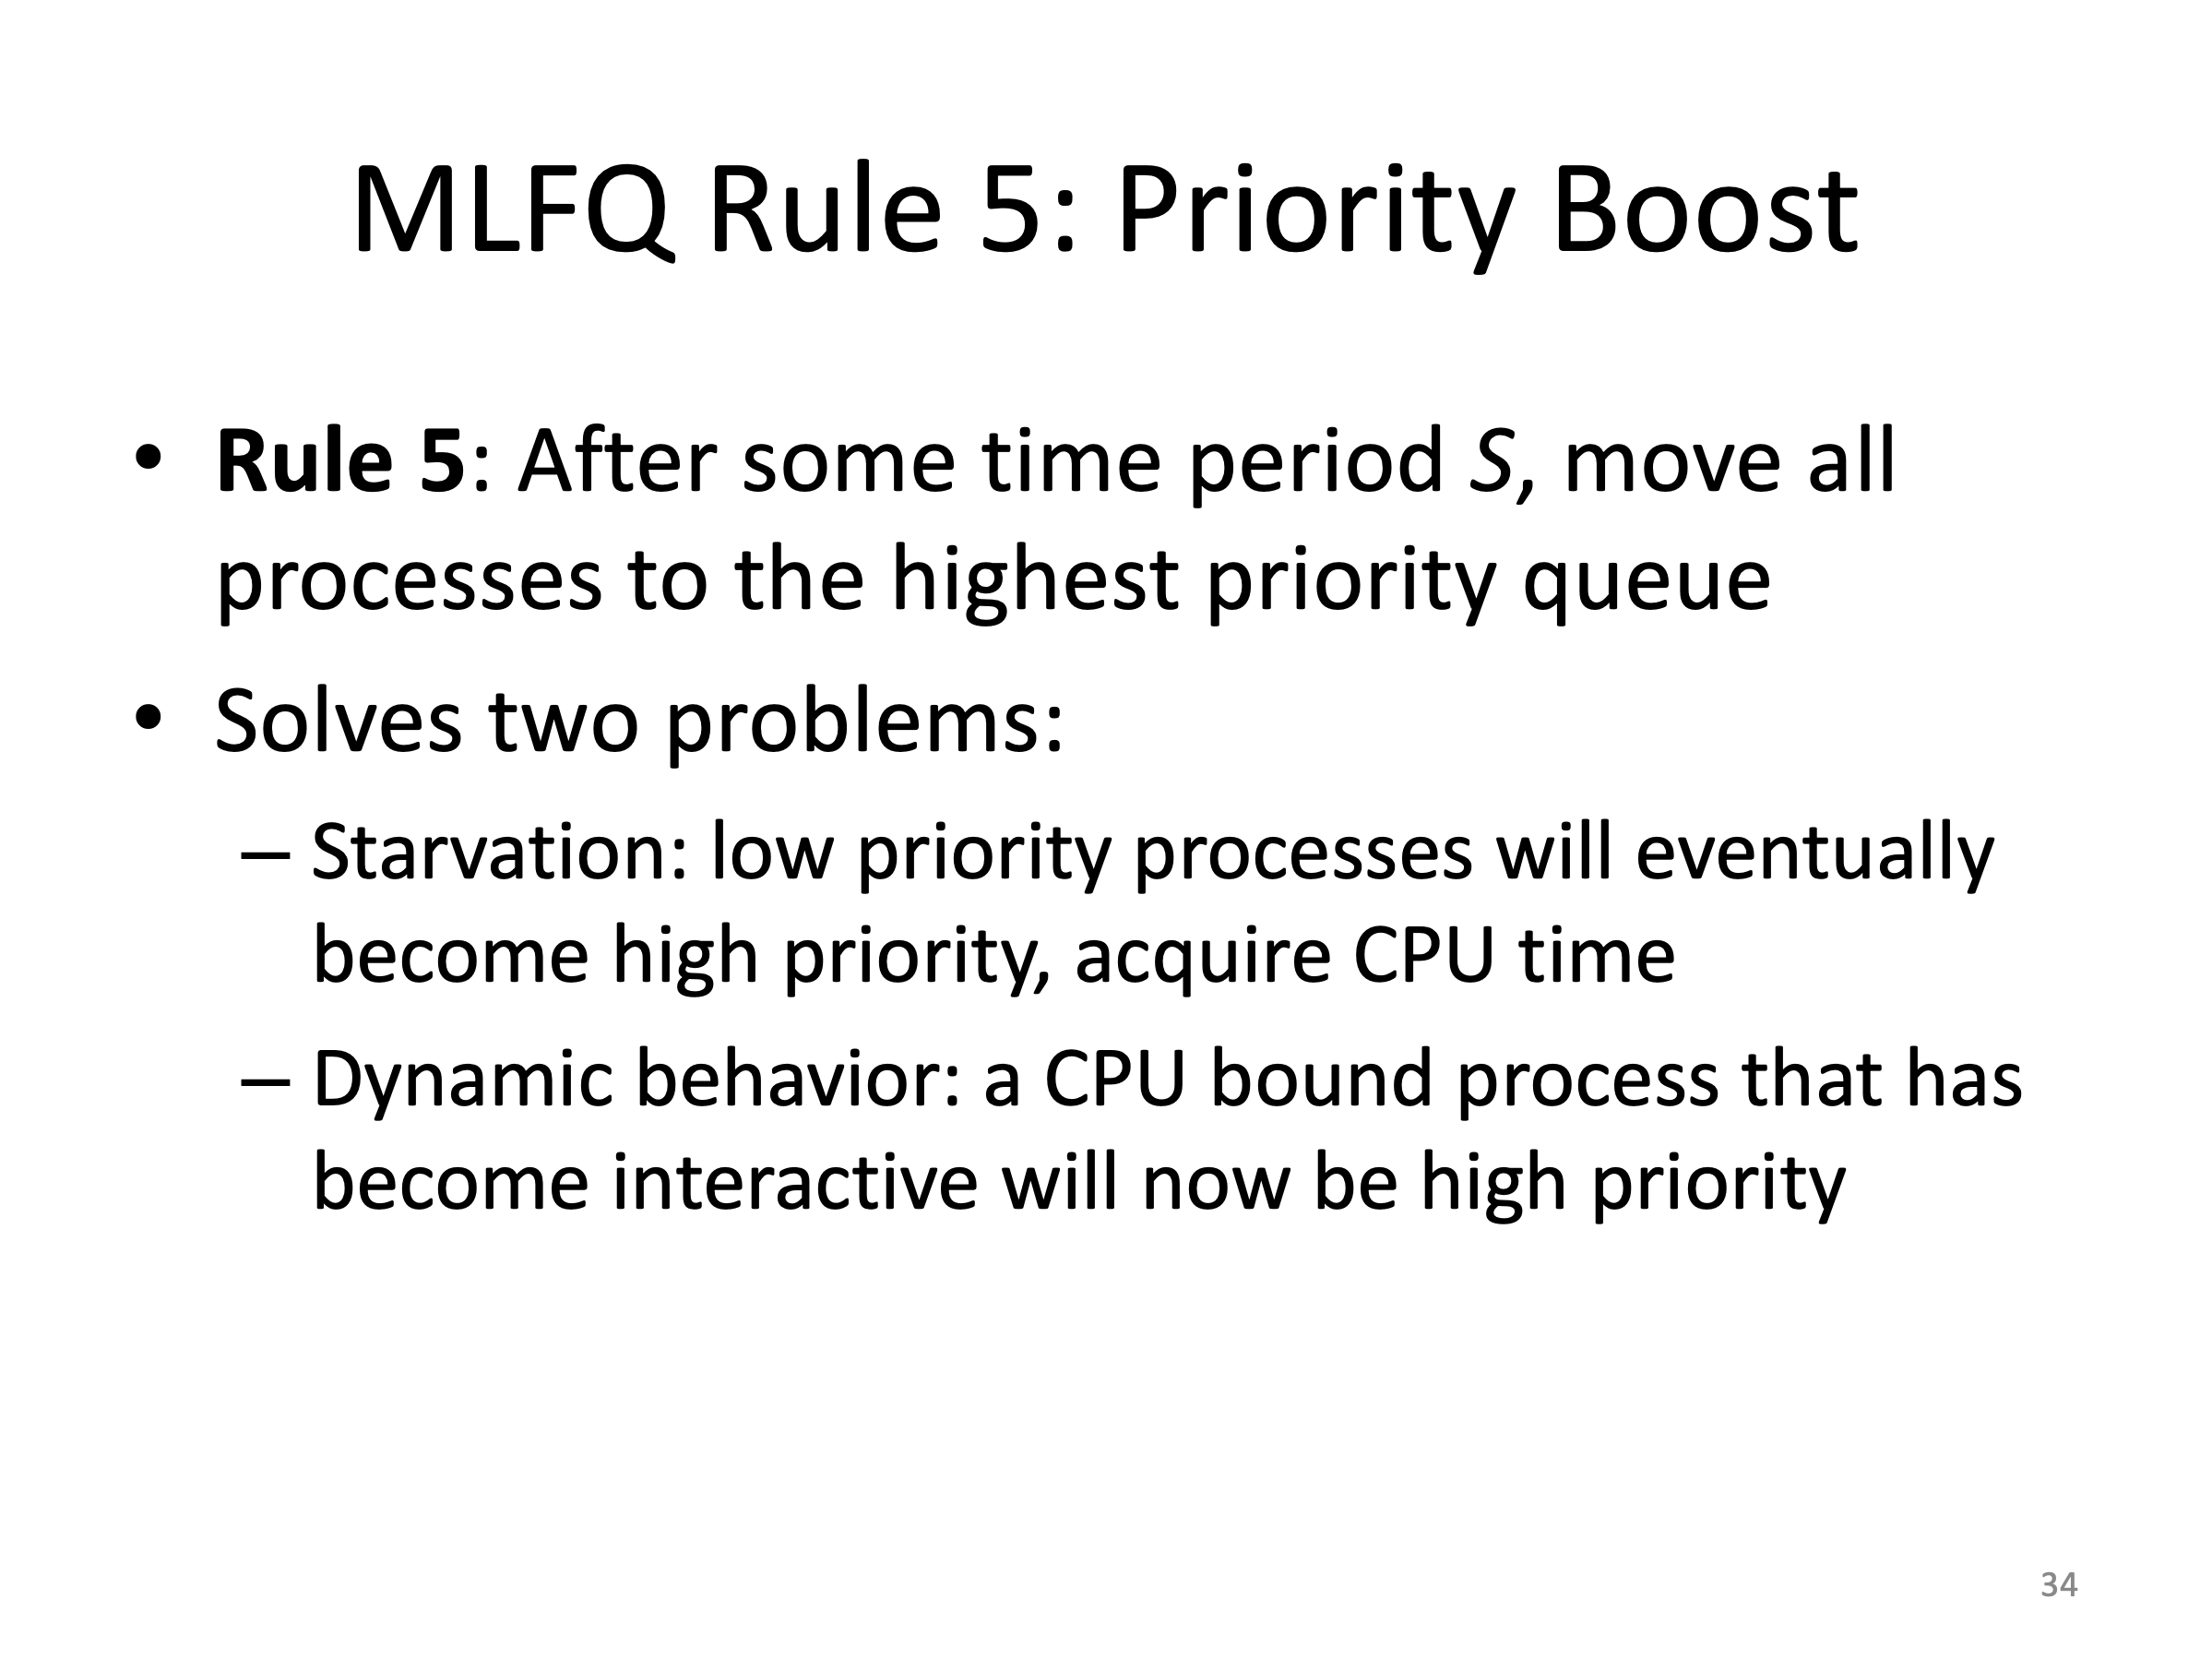 MLFQ Rule 5: Priority Boost
• Rule 5: After some time period S, move all
processes to the highest priority queue
• Solves two problems:
– Starvation: low priority processes will eventually
become high priority, acquire CPU time
– Dynamic behavior: a CPU bound process that has
become interactive will now be high priority
34